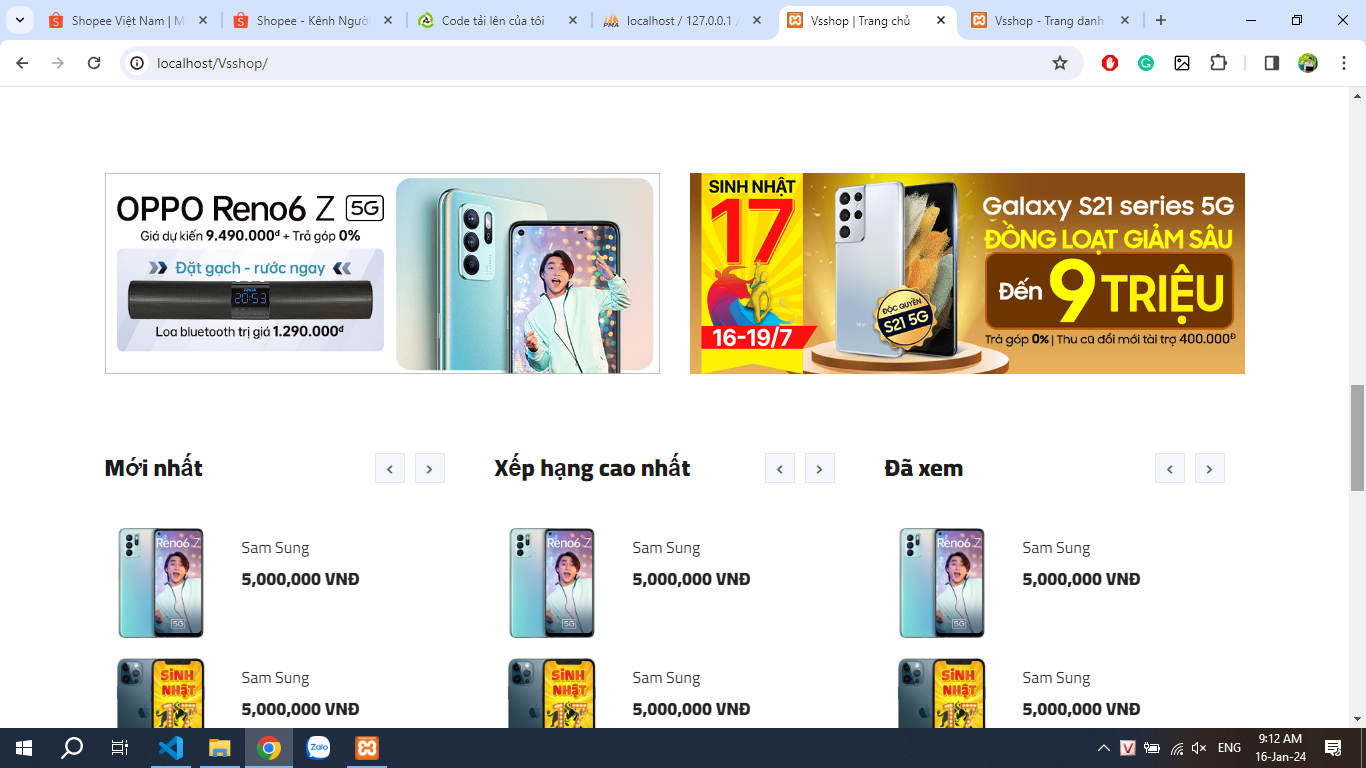 Shopee Việt Nam | M
Shopee - Kênh Người
Code tải lên của tôi
localhost / 127.0.0.1 /
Vsshop | Trang chủ
Vsshop - Trang danh
localhost/Vsshop/
OPPO Reno6 Z 5G
Giá dự kiến 9.490.000đ + Trả góp 0%
Đặt gạch - rước ngay
20:53
Loa bluetooth trị giá 1.290.000đ
SINH NHẬT
17
16-19/7
ĐỘC QUYỀN
S21 5G
Galaxy S21 series 5G
ĐỒNG LOẠT GIẢM SÂU
Đến 9 TRIỆU
Trả góp 0% | Thu cũ đổi mới tài trợ 400.000Đ
Mới nhất
Xếp hạng cao nhất
Đã xem
Reno6 Z
5G
Sam Sung
5,000,000 VNĐ
Reno6 Z
5G
Sam Sung
5,000,000 VNĐ
Reno6 Z
5G
Sam Sung
5,000,000 VNĐ
SINH NHẬT
17
Sam Sung
5,000,000 VNĐ
SINH NHẬT
17
Sam Sung
5,000,000 VNĐ
SINH NHẬT
17
Sam Sung
5,000,000 VNĐ
Zalo
ENG
9:12 AM
16-Jan-24